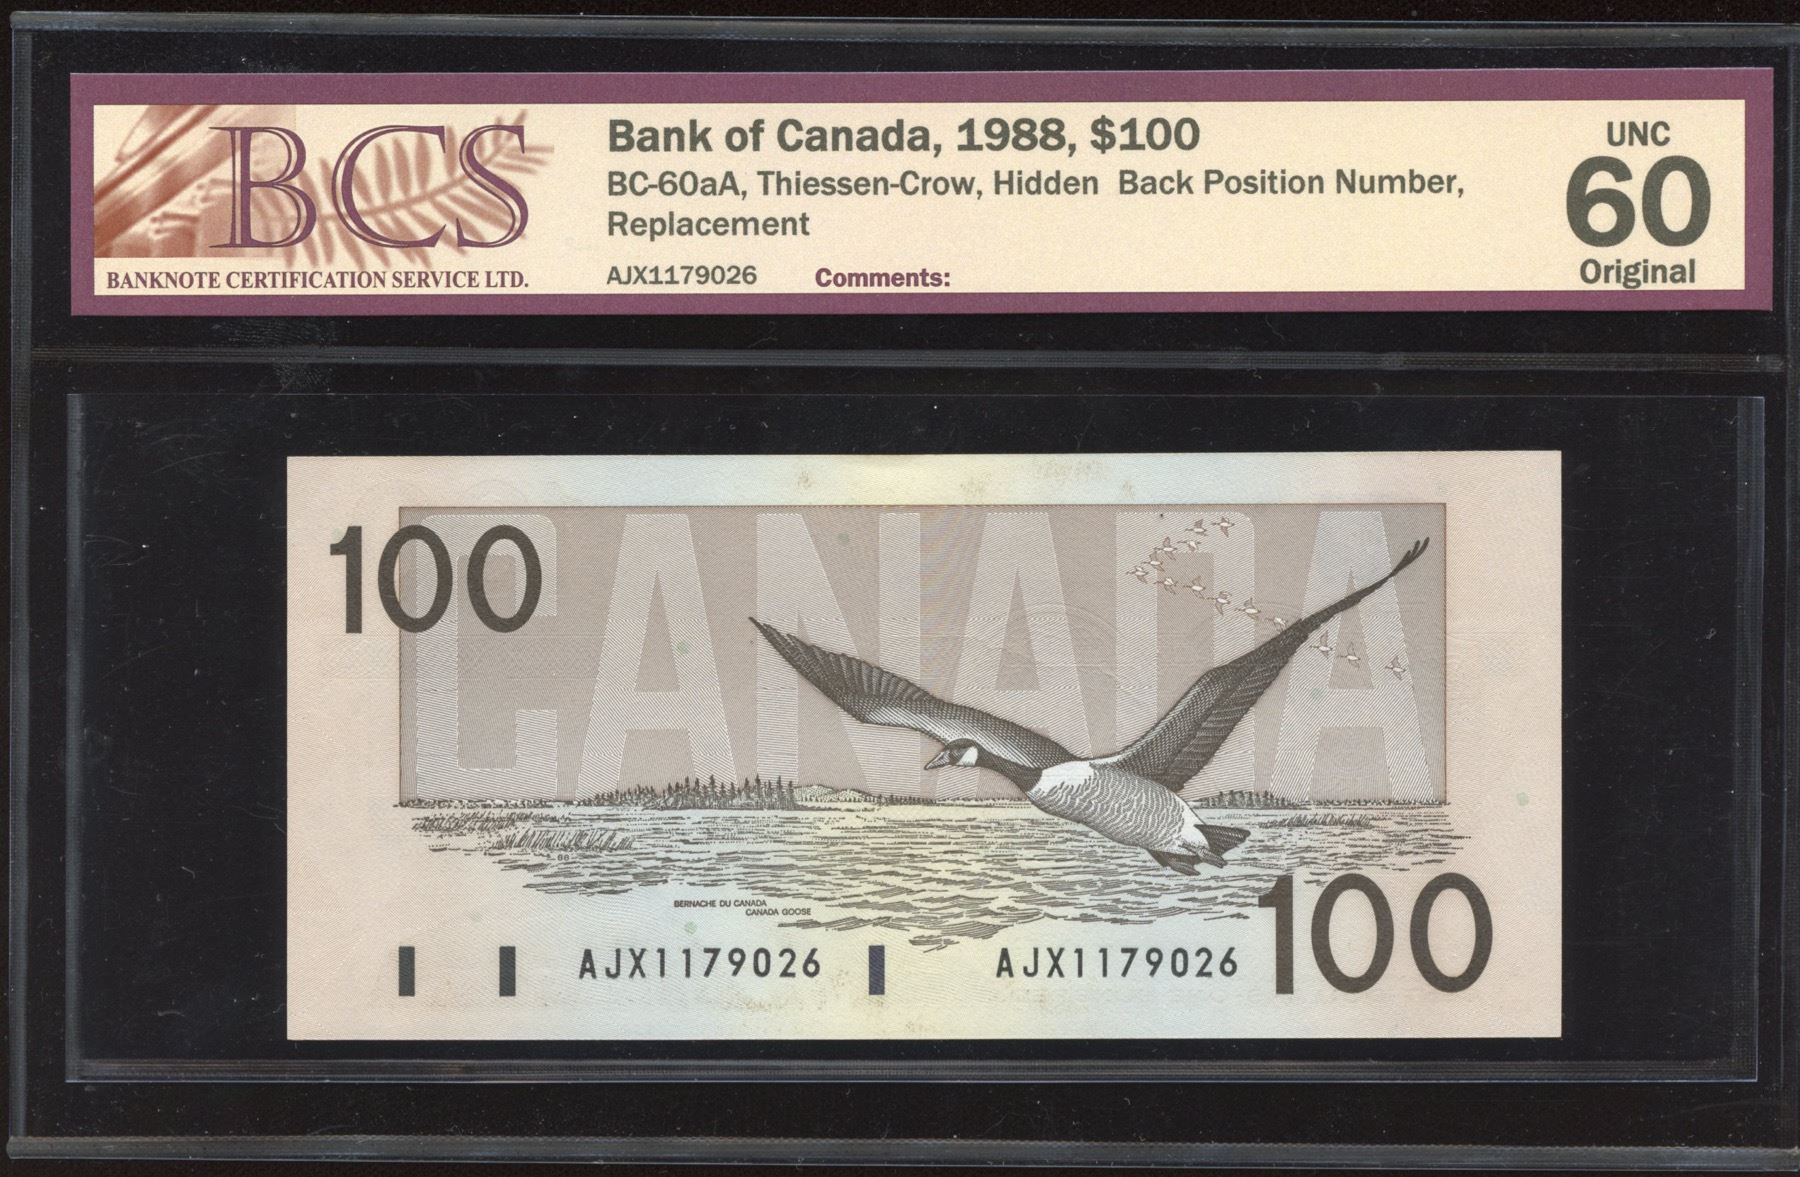 BCS
BANKNOTE CERTIFICATION SERVICE LTD.
Bank of Canada, 1988, $100
BC-60aA, Thiessen-Crow, Hidden Back Position Number,
Replacement
AJX1179026 Comments:
UNC
60
Original
CANADA
100
68
BERNACHE DU CANADA
CANADA GOOSE
AJX1179026 AJX1179026
100